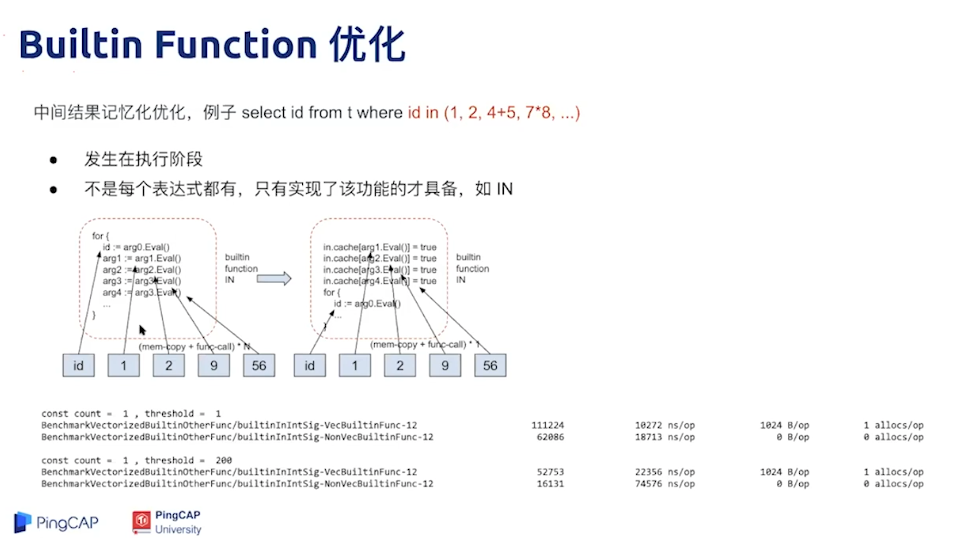 Builtin Function 优化
中间结果记忆化优化，例子 select id from t where id in (1, 2, 4+5, 7*8, ...)
● 发生在执行阶段
● 不是每个表达式都有，只有实现了该功能的才具备，如 IN
for {
id := arg0.Eval()
arg1 := arg1.Eval()
arg2 := arg2.Eval()
arg3 := arg3.Eval()
arg4 := arg3.Eval()
...
}
(mem-copy + func-call) * N
id 1 2 9 56
builtin
function
IN
in.cache[arg1.Eval()] = true
in.cache[arg2.Eval()] = true
in.cache[arg3.Eval()] = true
in.cache[arg4.Eval()] = true
for {
id := arg0.Eval()
...
}
(mem-copy + func-call) * 1
id 1 2 9 56
builtin
function
IN
const count = 1 , threshold = 1
BenchmarkVectorizedBuiltinOtherFunc/builtinInIntSig-VecBuiltinFunc-12 111224 10272 ns/op 1024 B/op 1 allocs/op
BenchmarkVectorizedBuiltinOtherFunc/builtinInIntSig-NonVecBuiltinFunc-12 62086 18713 ns/op 0 B/op 0 allocs/op
const count = 1 , threshold = 200
BenchmarkVectorizedBuiltinOtherFunc/builtinInIntSig-VecBuiltinFunc-12 52753 22356 ns/op 1024 B/op 1 allocs/op
BenchmarkVectorizedBuiltinOtherFunc/builtinInIntSig-NonVecBuiltinFunc-12 16131 74576 ns/op 0 B/op 0 allocs/op
PingCAP
PingCAP
University